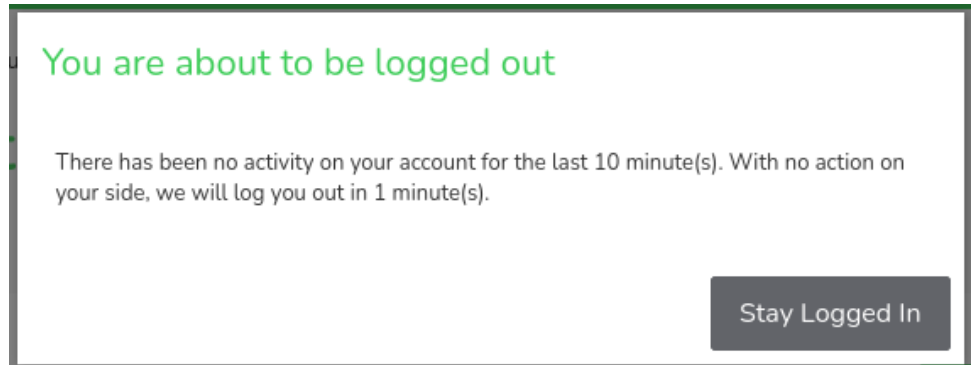 You are about to be logged out
There has been no activity on your account for the last 10 minute(s). With no action on
your side, we will log you out in 1 minute(s).
Stay Logged In